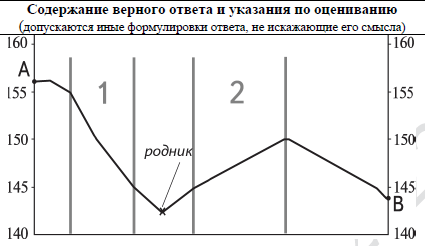 Содержание верного ответа и указания по оцениванию
(допускаются иные формулировки ответа, не искажающие его смысла)
160 160
А
155 1 2 155
150 150
родник
145 145
В
140 140